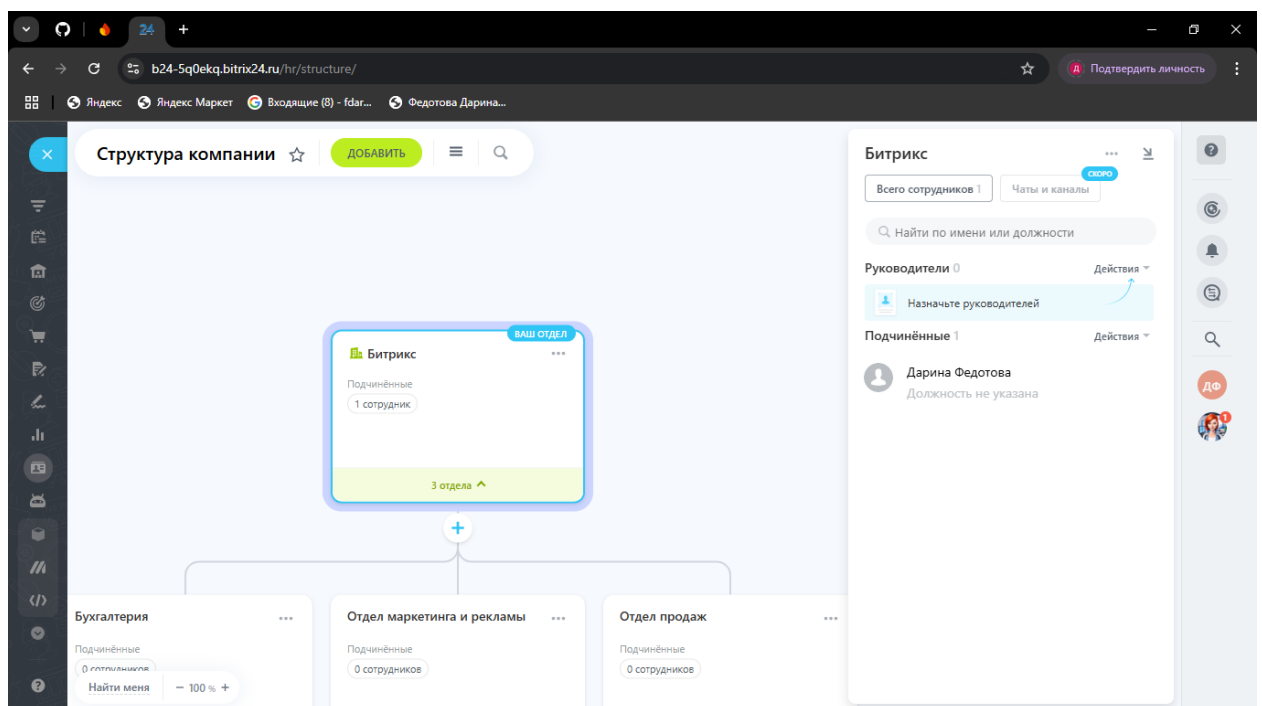 24
b24-5q0ekq.bitrix24.ru/hr/structure/
Д Подтвердить личность
Яндекс Яндекс Маркет Входящие (8) - fdar... Федотова Дарина...
Структура компании ДОБАВИТЬ
Битрикс
СКОРО
Всего сотрудников 1 Чаты и каналы
Найти по имени или должности
Руководители 0 Действия
Назначьте руководителей
Подчинённые 1 Действия
Дарина Федотова
Должность не указана
ДФ
1
ВАШ ОТДЕЛ
Битрикс
Подчинённые
1 сотрудник
3 отдела
Бухгалтерия
Подчинённые
0 сотрудников
Отдел маркетинга и рекламы
Подчинённые
0 сотрудников
Отдел продаж
Подчинённые
0 сотрудников
Найти меня − 100 % +